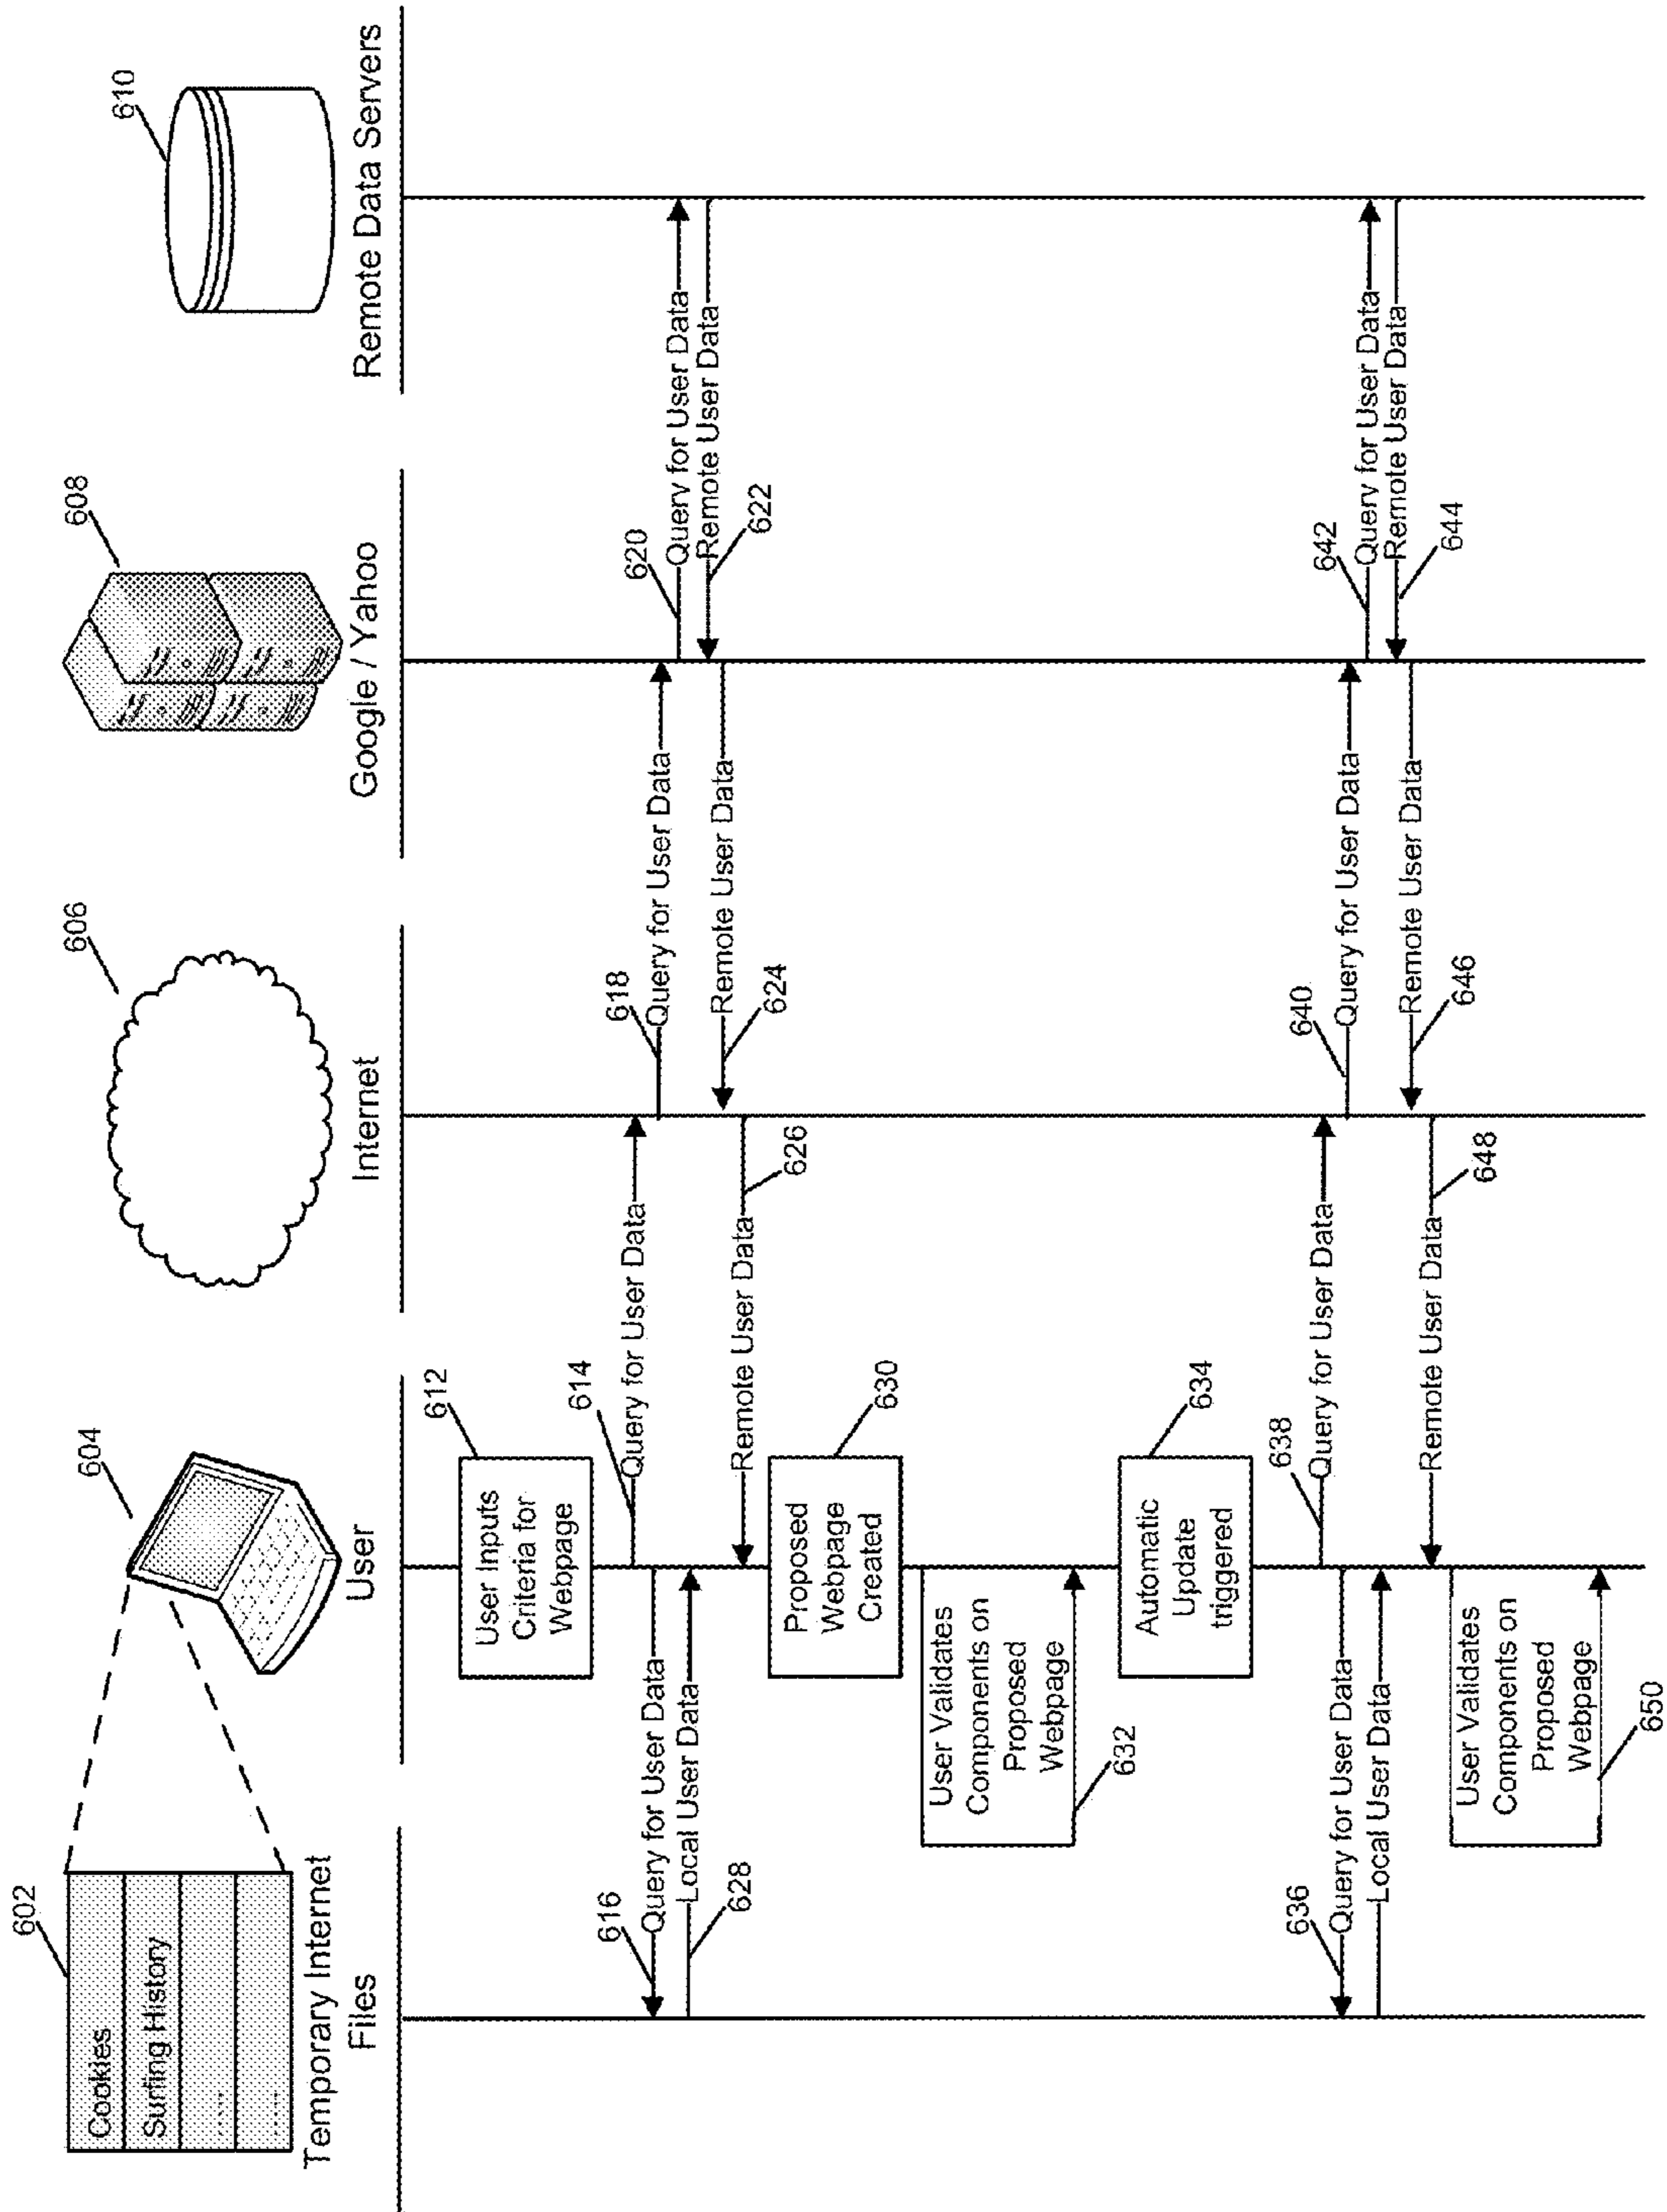 602
Cookies
Surfing History
.....
.....
Temporary Internet
Files
604
User
606
Internet
608
Google / Yahoo
610
Remote Data Servers
User Inputs
Criteria for
Webpage
612
614
Query for User Data
616
Query for User Data
618
Query for User Data
620
Query for User Data
Remote User Data
622
Remote User Data
624
Remote User Data
626
Local User Data
628
Proposed
Webpage
Created
630
User Validates
Components on
Proposed
Webpage
632
Automatic
Update
triggered
634
636
Query for User Data
Local User Data
638
Query for User Data
640
Query for User Data
642
Query for User Data
Remote User Data
644
Remote User Data
646
Remote User Data
648
User Validates
Components on
Proposed
Webpage
650